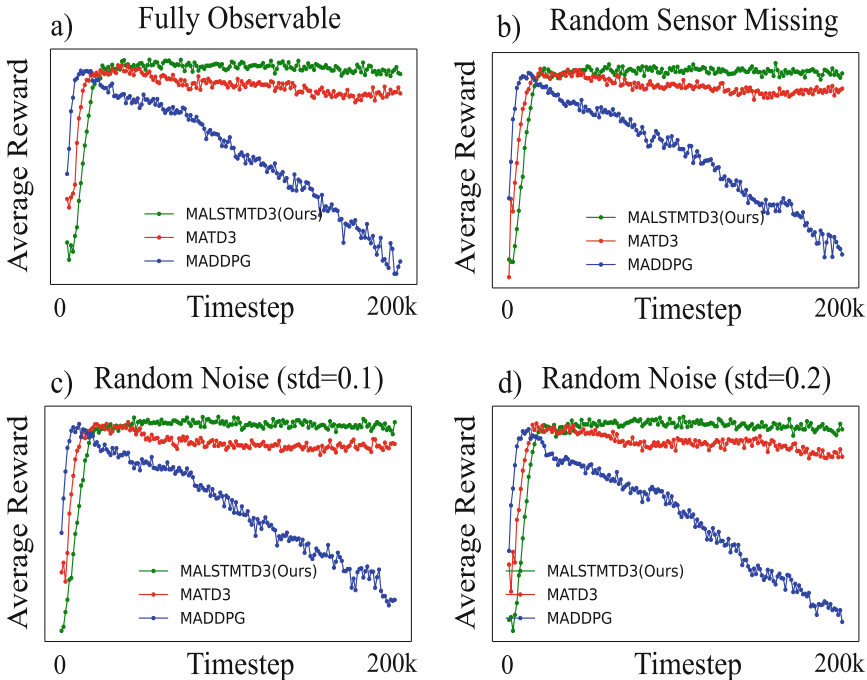 a) Fully Observable
Average Reward
MALSTMTD3(Ours)
MATD3
MADDPG
0 Timestep 200k
b) Random Sensor Missing
Average Reward
MALSTMTD3(Ours)
MATD3
MADDPG
0 Timestep 200k
c) Random Noise (std=0.1)
Average Reward
MALSTMTD3(Ours)
MATD3
MADDPG
0 Timestep 200k
d) Random Noise (std=0.2)
Average Reward
MALSTMTD3(Ours)
MATD3
MADDPG
0 Timestep 200k